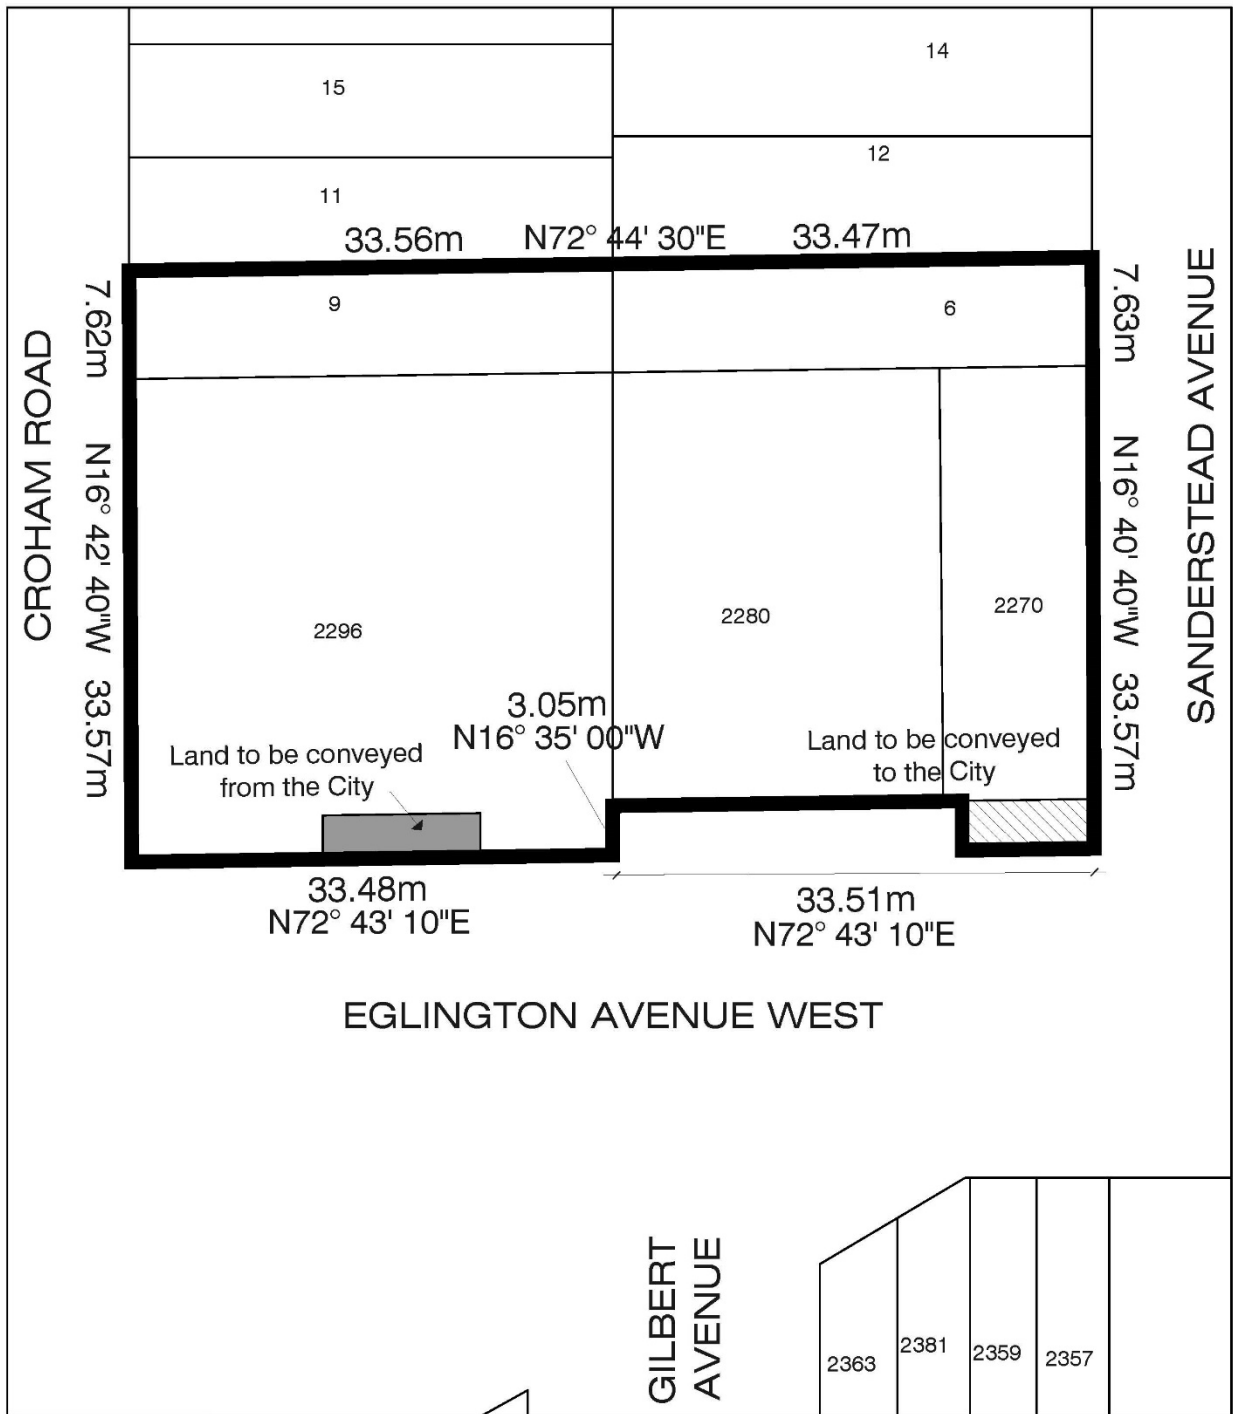 14
15
12
11
33.56m
N72° 44' 30"E
33.47m
9
6
7.62m
7.63m
CROHAM ROAD
SANDERSTEAD AVENUE
N16° 42' 40"W
N16° 40' 40"W
2296
2280
2270
33.57m
33.57m
3.05m
N16° 35' 00"W
Land to be conveyed
from the City
Land to be conveyed
to the City
33.48m
N72° 43' 10"E
33.51m
N72° 43' 10"E
EGLINGTON AVENUE WEST
GILBERT
AVENUE
2363
2381
2359
2357